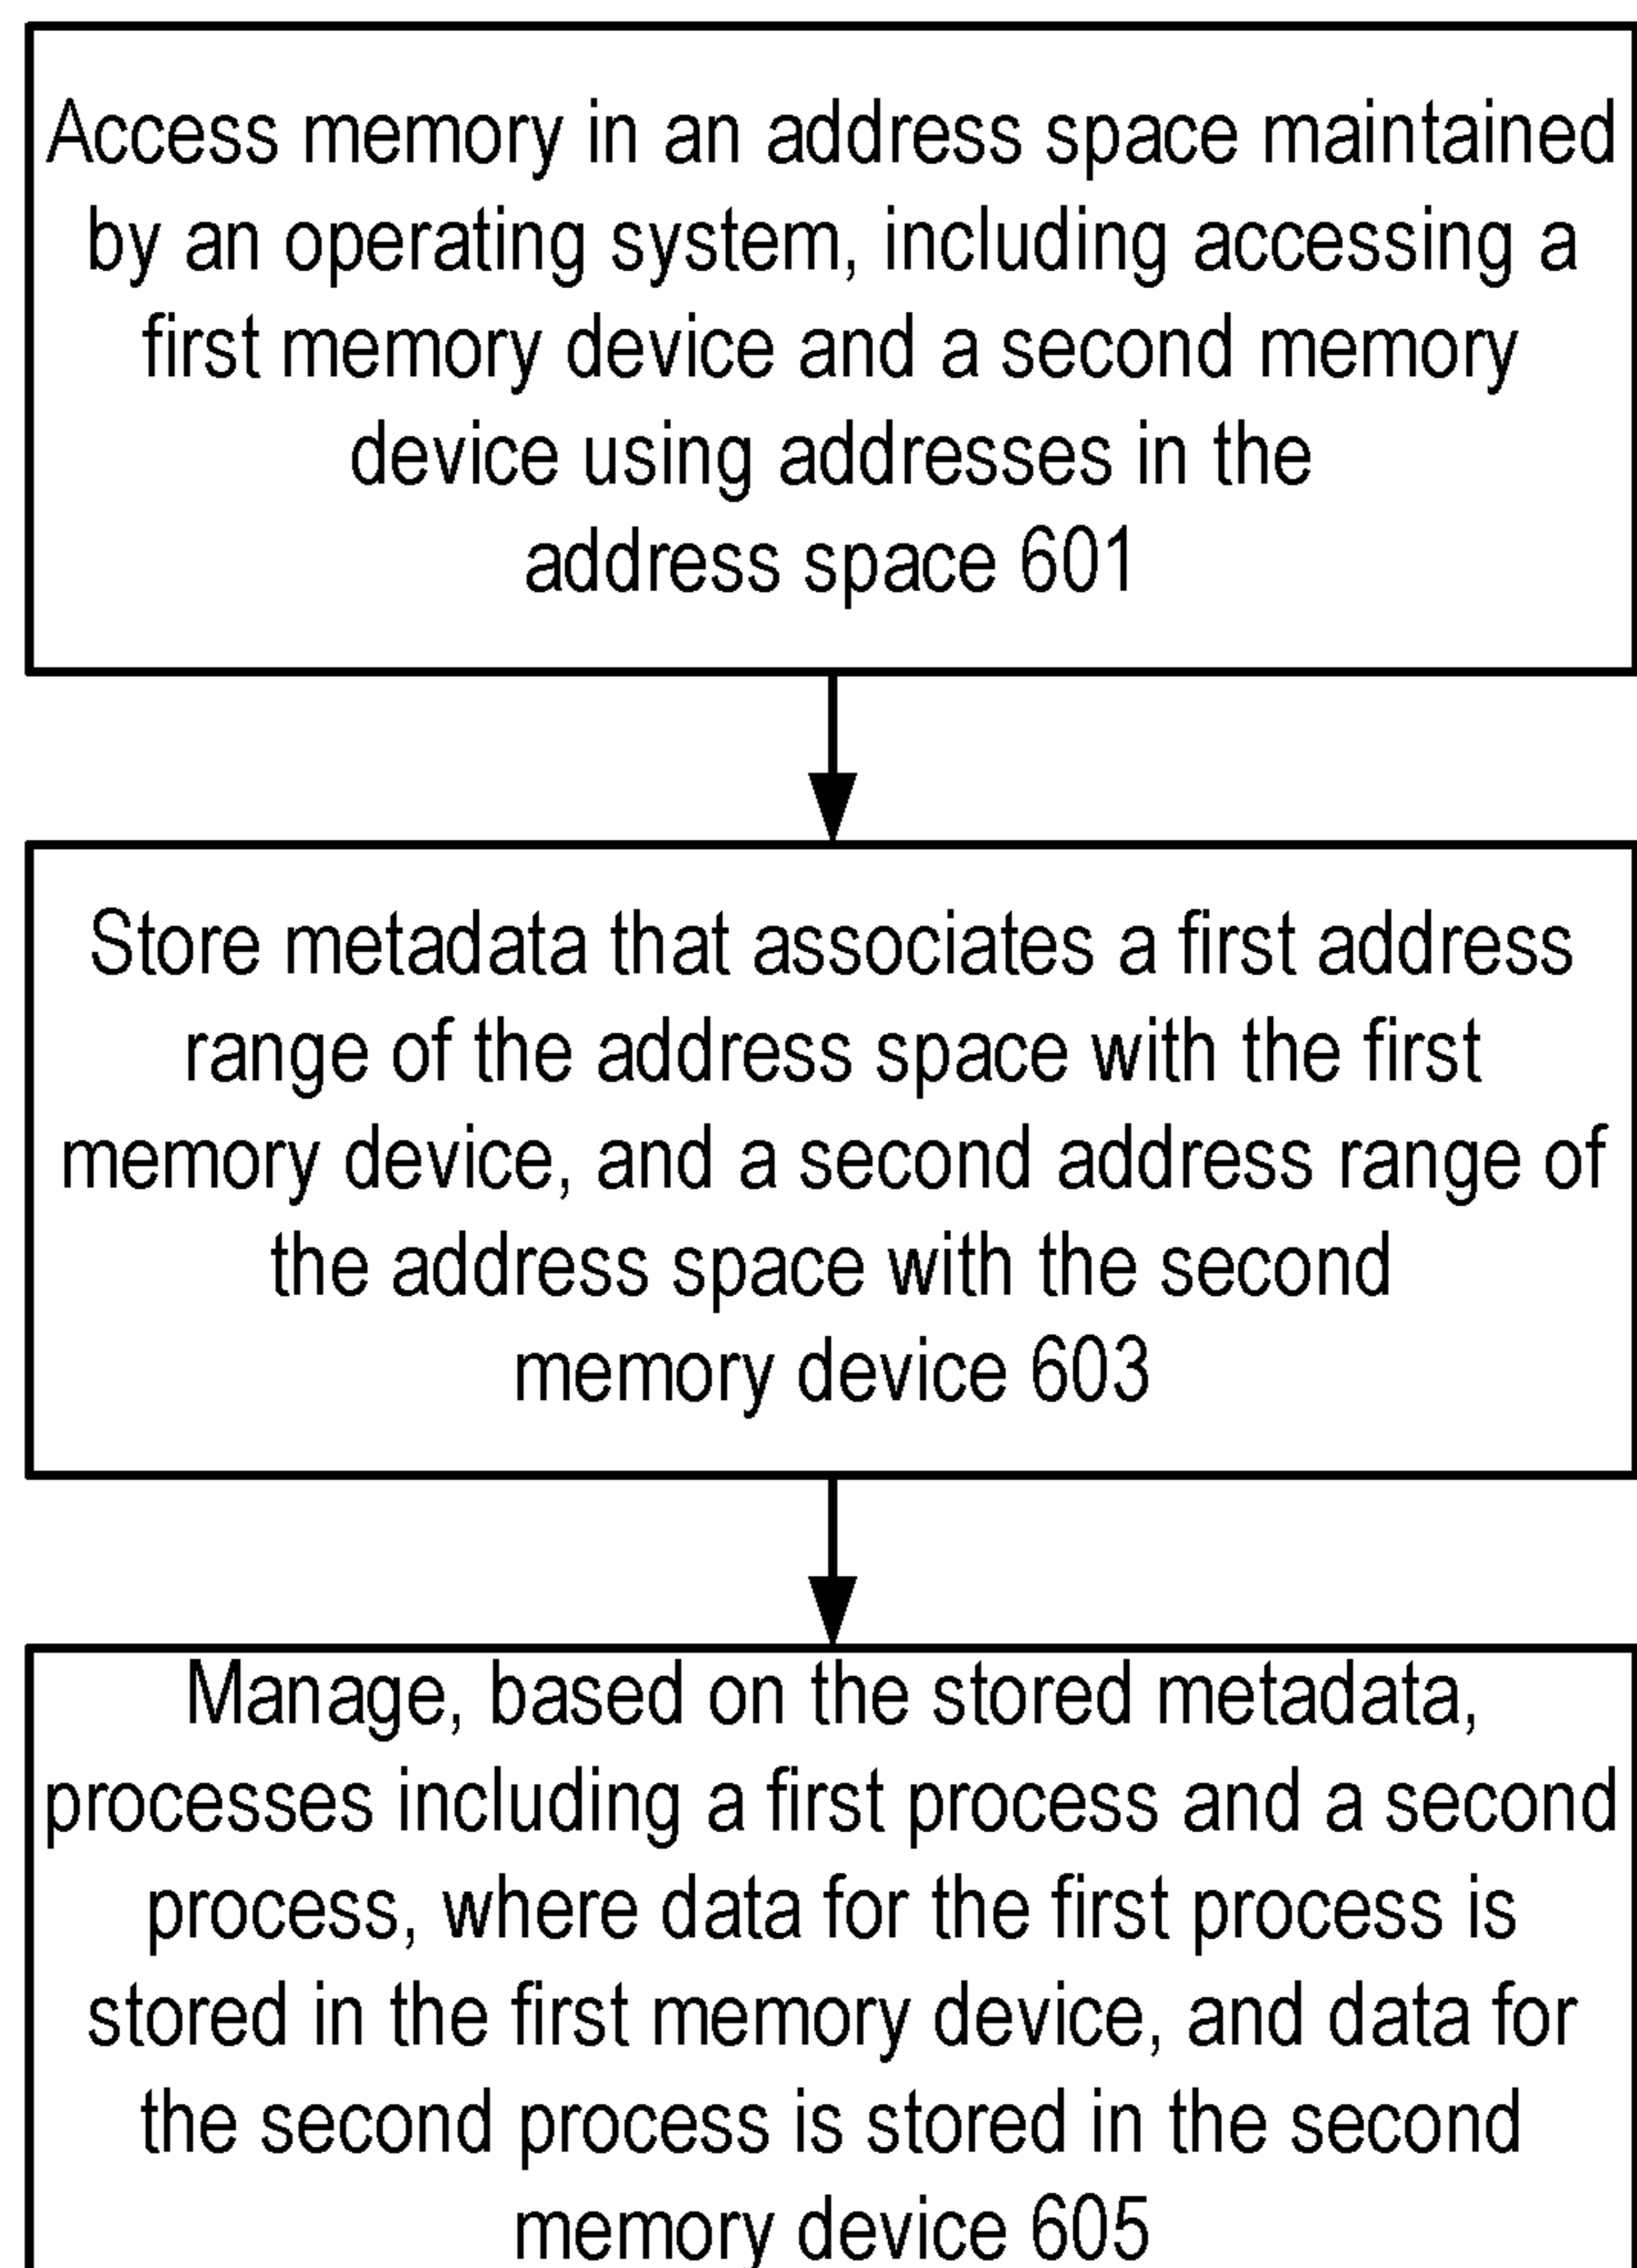 Access memory in an address space maintained
by an operating system, including accessing a
first memory device and a second memory
device using addresses in the
address space 601
Store metadata that associates a first address
range of the address space with the first
memory device, and a second address range of
the address space with the second
memory device 603
Manage, based on the stored metadata,
processes including a first process and a second
process, where data for the first process is
stored in the first memory device, and data for
the second process is stored in the second
memory device 605